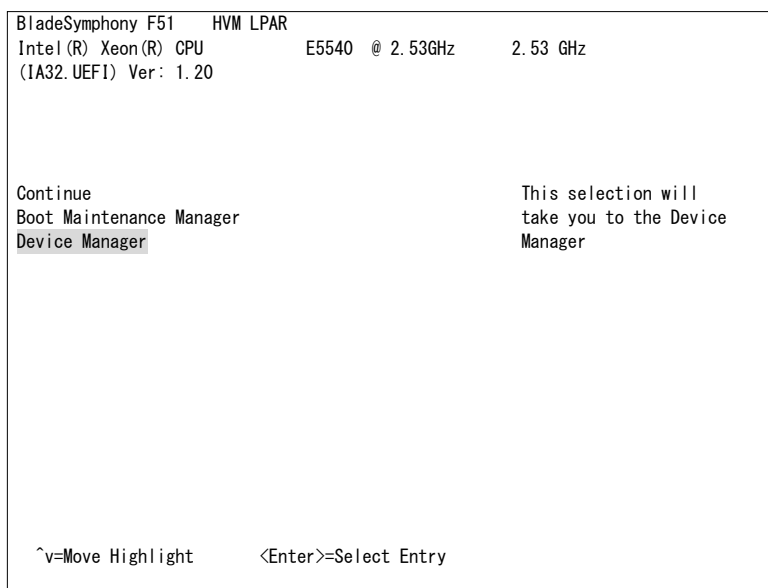 BladeSymphony F51 HVM LPAR
Intel(R) Xeon(R) CPU E5540 @ 2.53GHz 2.53 GHz
(IA32.UEFI) Ver: 1.20
Continue This selection will
Boot Maintenance Manager take you to the Device
Device Manager Manager
^v=Move Highlight <Enter>=Select Entry